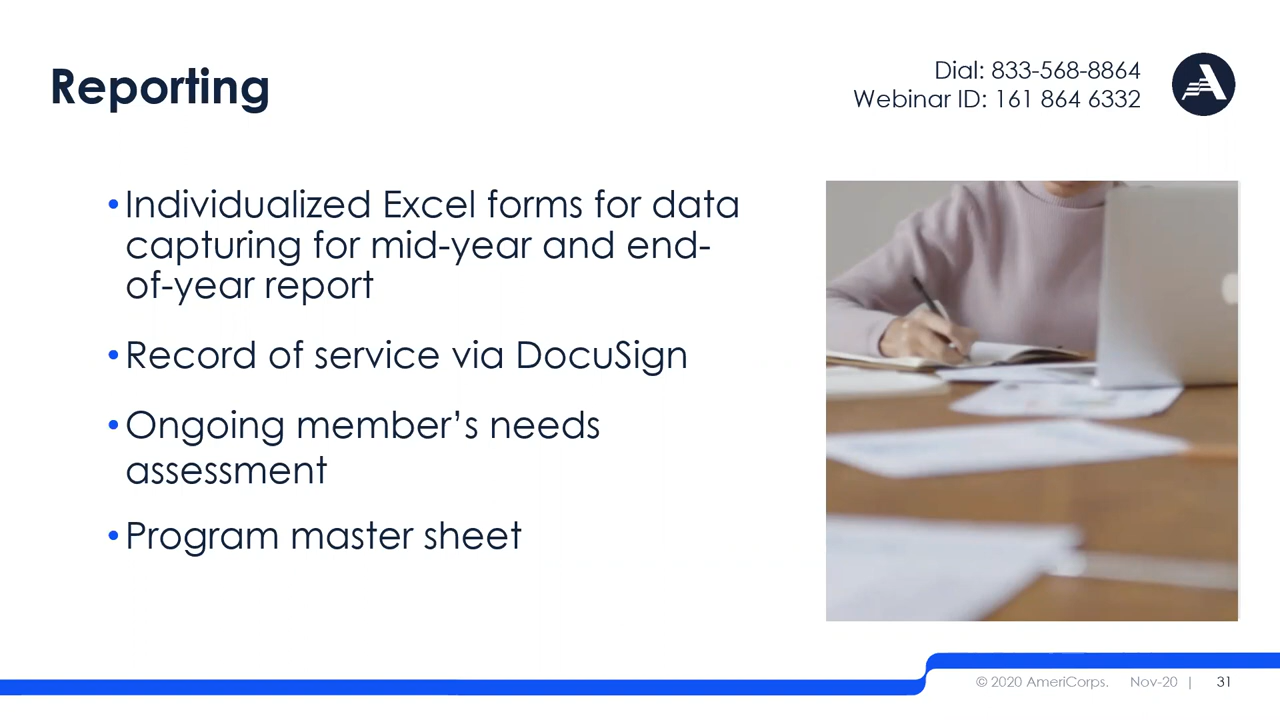 Reporting
Dial: 833-568-8864
Webinar ID: 161 864 6332
•Individualized Excel forms for data
capturing for mid-year and end-
of-year report
•Record of service via DocuSign
•Ongoing member’s needs
assessment
•Program master sheet
© 2020 AmeriCorps. Nov-20 | 31